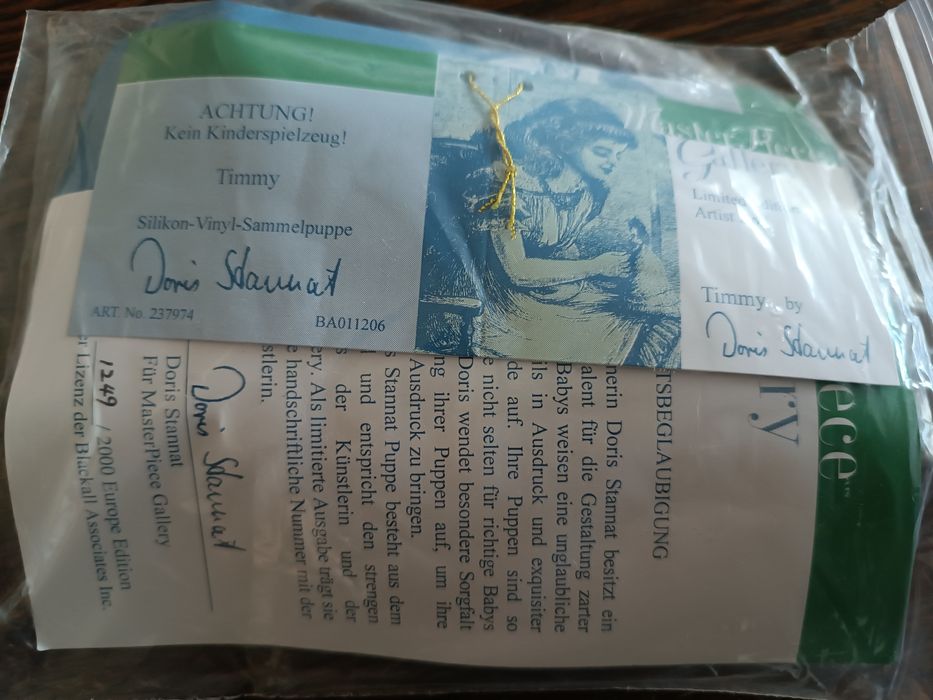 ACHTUNG!
Kein Kinderspielzeug!
Timmy
Silikon-Vinyl-Sammelpuppe
Doris Stannat
ART. No. 237974
BA011206
Limited
Artist
Timmy by
Doris Stannat
ece™
ry
TSBEGLAUBIGUNG
nerin Doris Stannat besitzt ein
alent für die Gestaltung zarter
Babys weisen eine unglaubliche
ils in Ausdruck und exquisiter
de auf. Ihre Puppen sind so
e nicht selten für richtige Babys
Doris wendet besondere Sorgfalt
ng ihrer Puppen auf, um ihre
Ausdruck zu bringen.
s Stannat Puppe besteht aus dem
l und entspricht den strengen
s der Künstlerin und der
ery. Als limitierte Ausgabe trägt sie
e handschriftliche Nummer mit der
stlerin.
Doris Stannat
Doris Stannat
Für MasterPiece Gallery
1249 / 2000 Europe Edition
er Lizenz der Blackall Associates Inc.